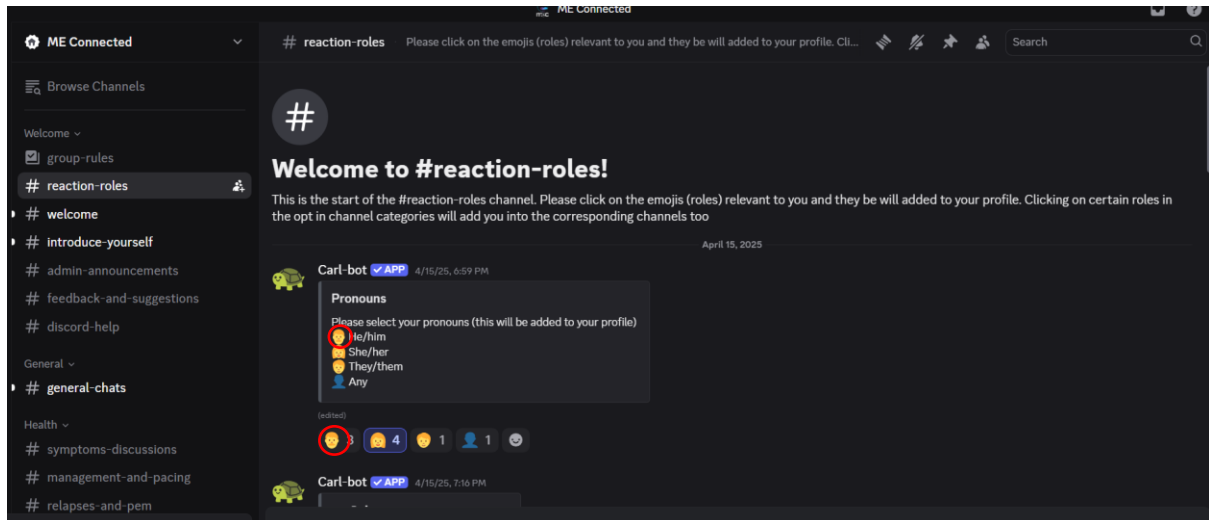 ME Connected
ME Connected
# reaction-roles
Please click on the emojis (roles) relevant to you and they be will added to your profile. Cli...
Search
Browse Channels
Welcome
group-rules
# reaction-roles
# welcome
# introduce-yourself
# admin-announcements
# feedback-and-suggestions
# discord-help
General
# general-chats
Health
# symptoms-discussions
# management-and-pacing
# relapses-and-pem
#
Welcome to #reaction-roles!
This is the start of the #reaction-roles channel. Please click on the emojis (roles) relevant to you and they be will added to your profile. Clicking on certain roles in
the opt in channel categories will add you into the corresponding channels too
April 15, 2025
Carl-bot ✓ APP 4/15/25, 6:59 PM
Pronouns
Please select your pronouns (this will be added to your profile)
He/him
She/her
They/them
Any
(edited)
3 4 1 1
Carl-bot ✓ APP 4/15/25, 7:16 PM